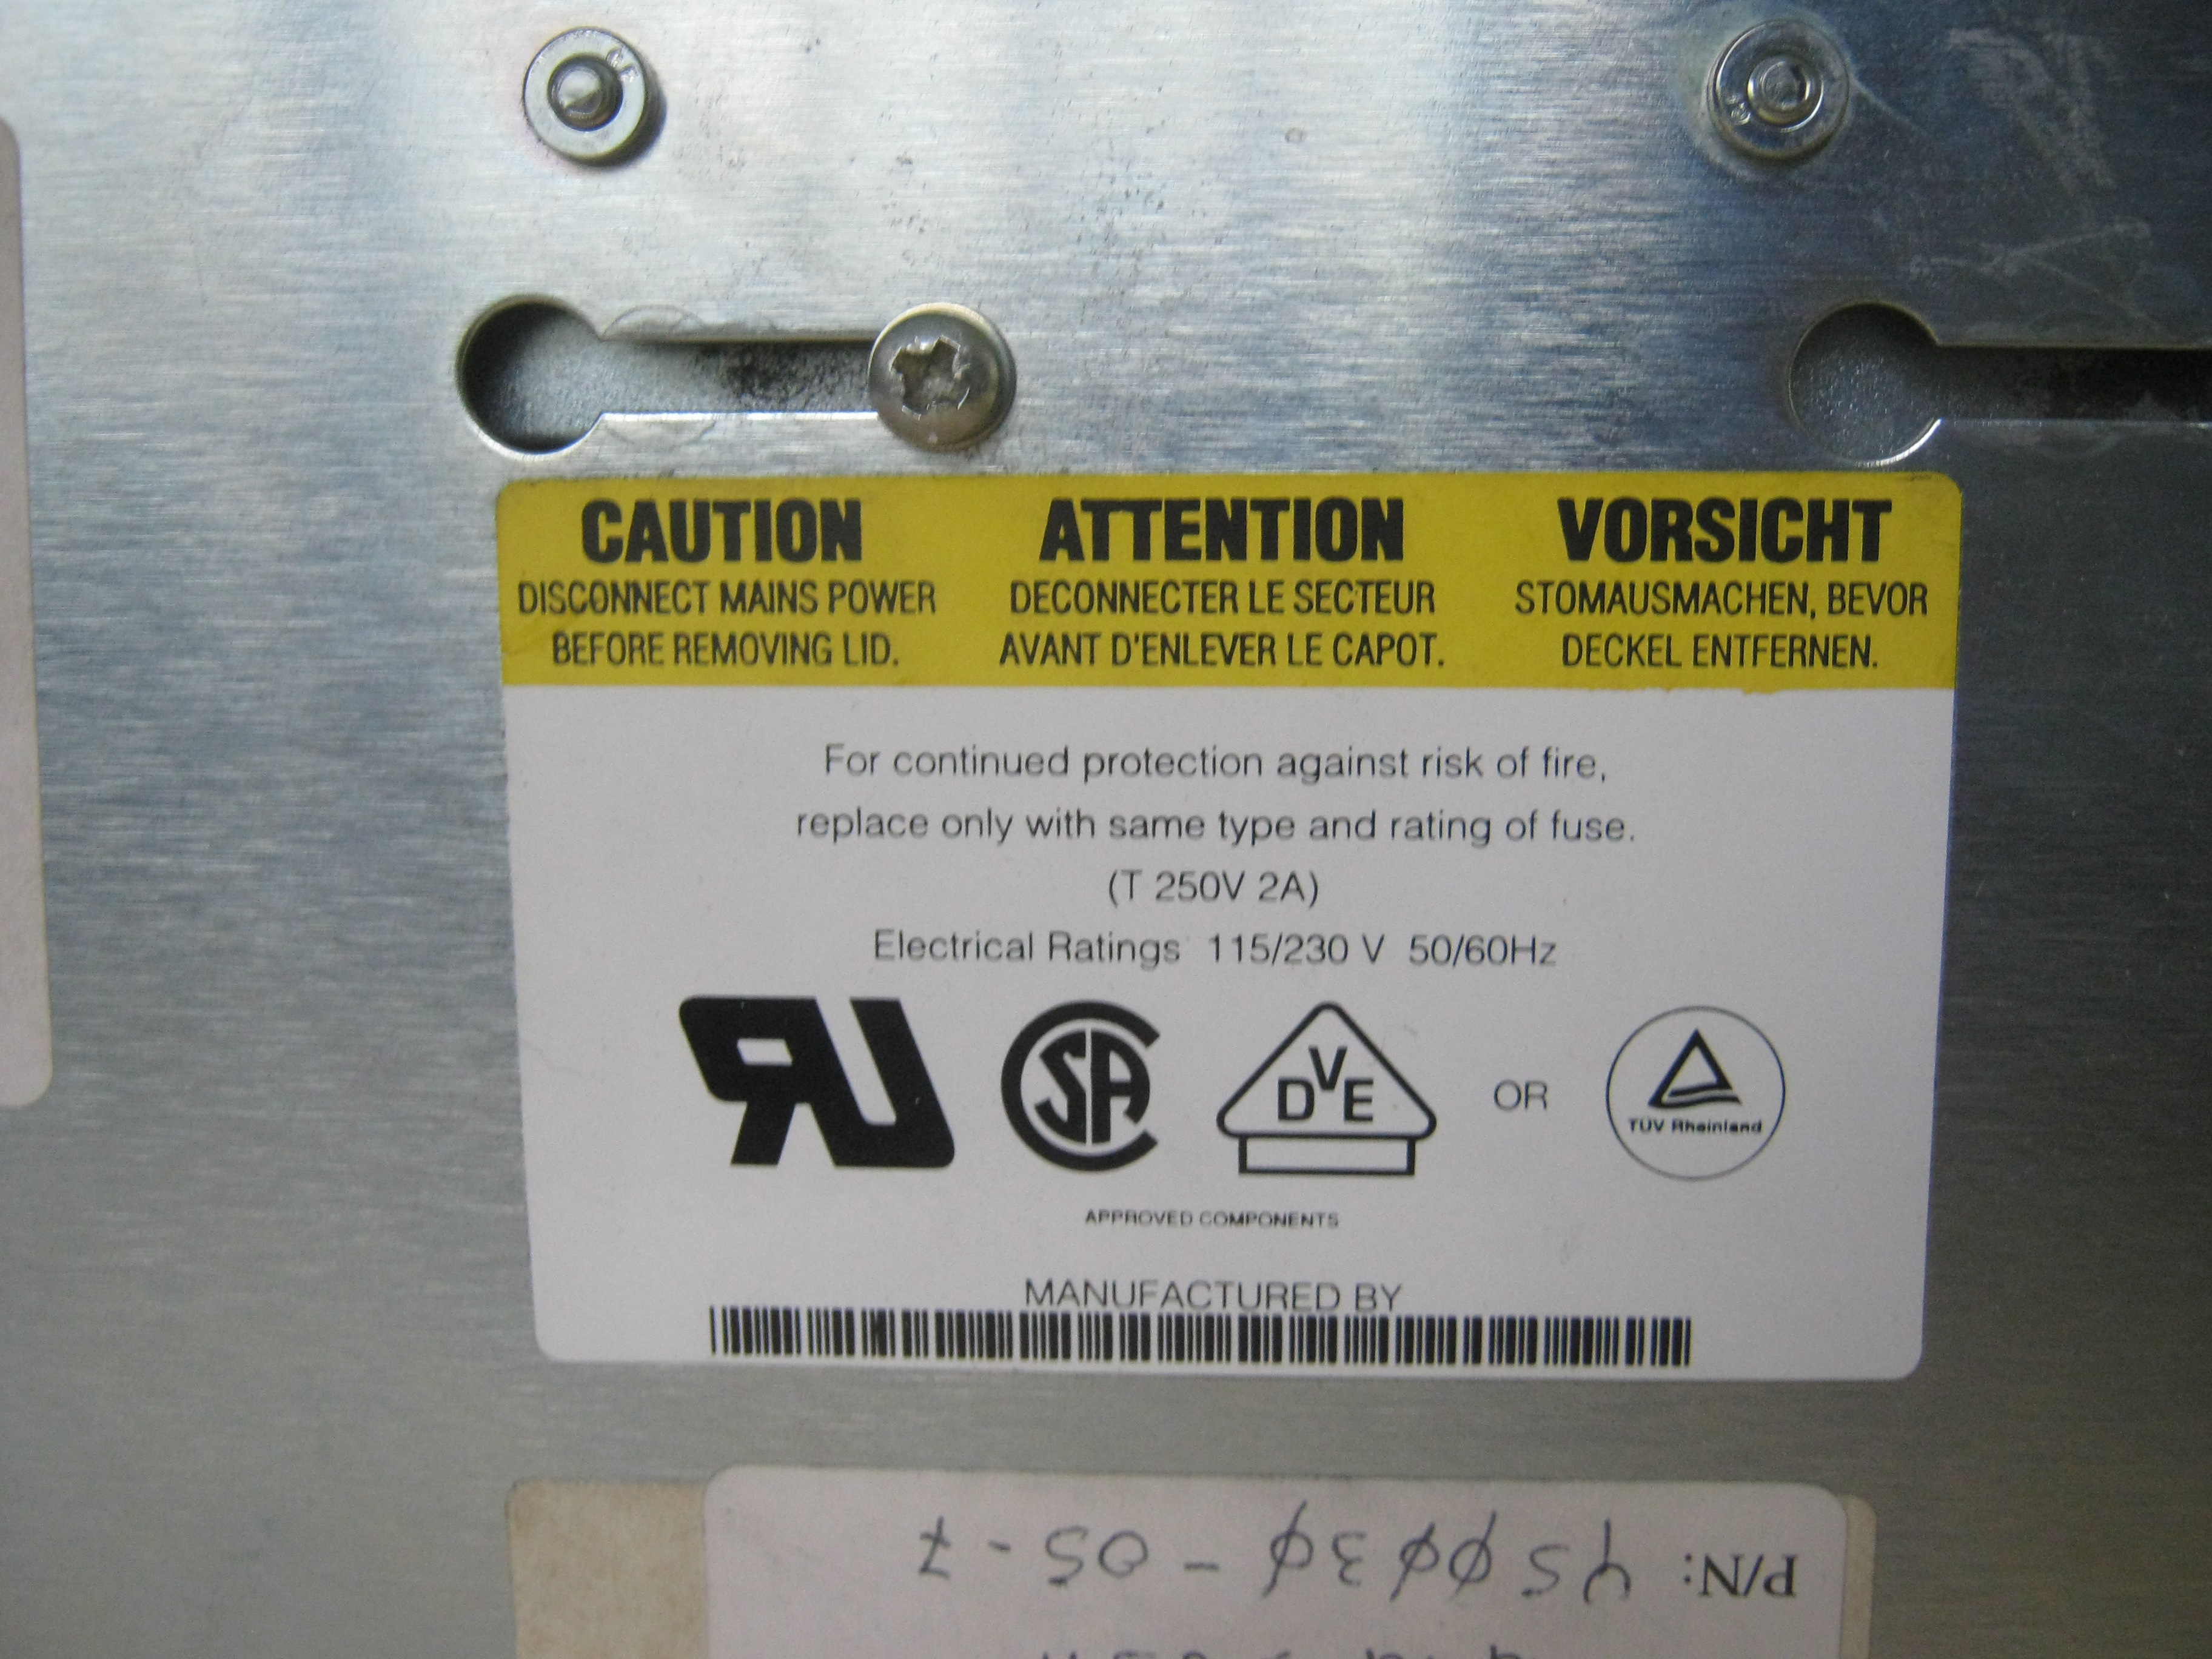 CAUTION
DISCONNECT MAINS POWER
BEFORE REMOVING LID.
ATTENTION
DECONNECTER LE SECTEUR
AVANT D'ENLEVER LE CAPOT.
VORSICHT
STOMAUSMACHEN, BEVOR
DECKEL ENTFERNEN.
For continued protection against risk of fire,
replace only with same type and rating of fuse.
(T 250V 2A)
Electrical Ratings 115/230 V 50/60Hz
SA
DVE
OR
TÜV Rheinland
APPROVED COMPONENTS
MANUFACTURED BY
P/N: 450030-05-7